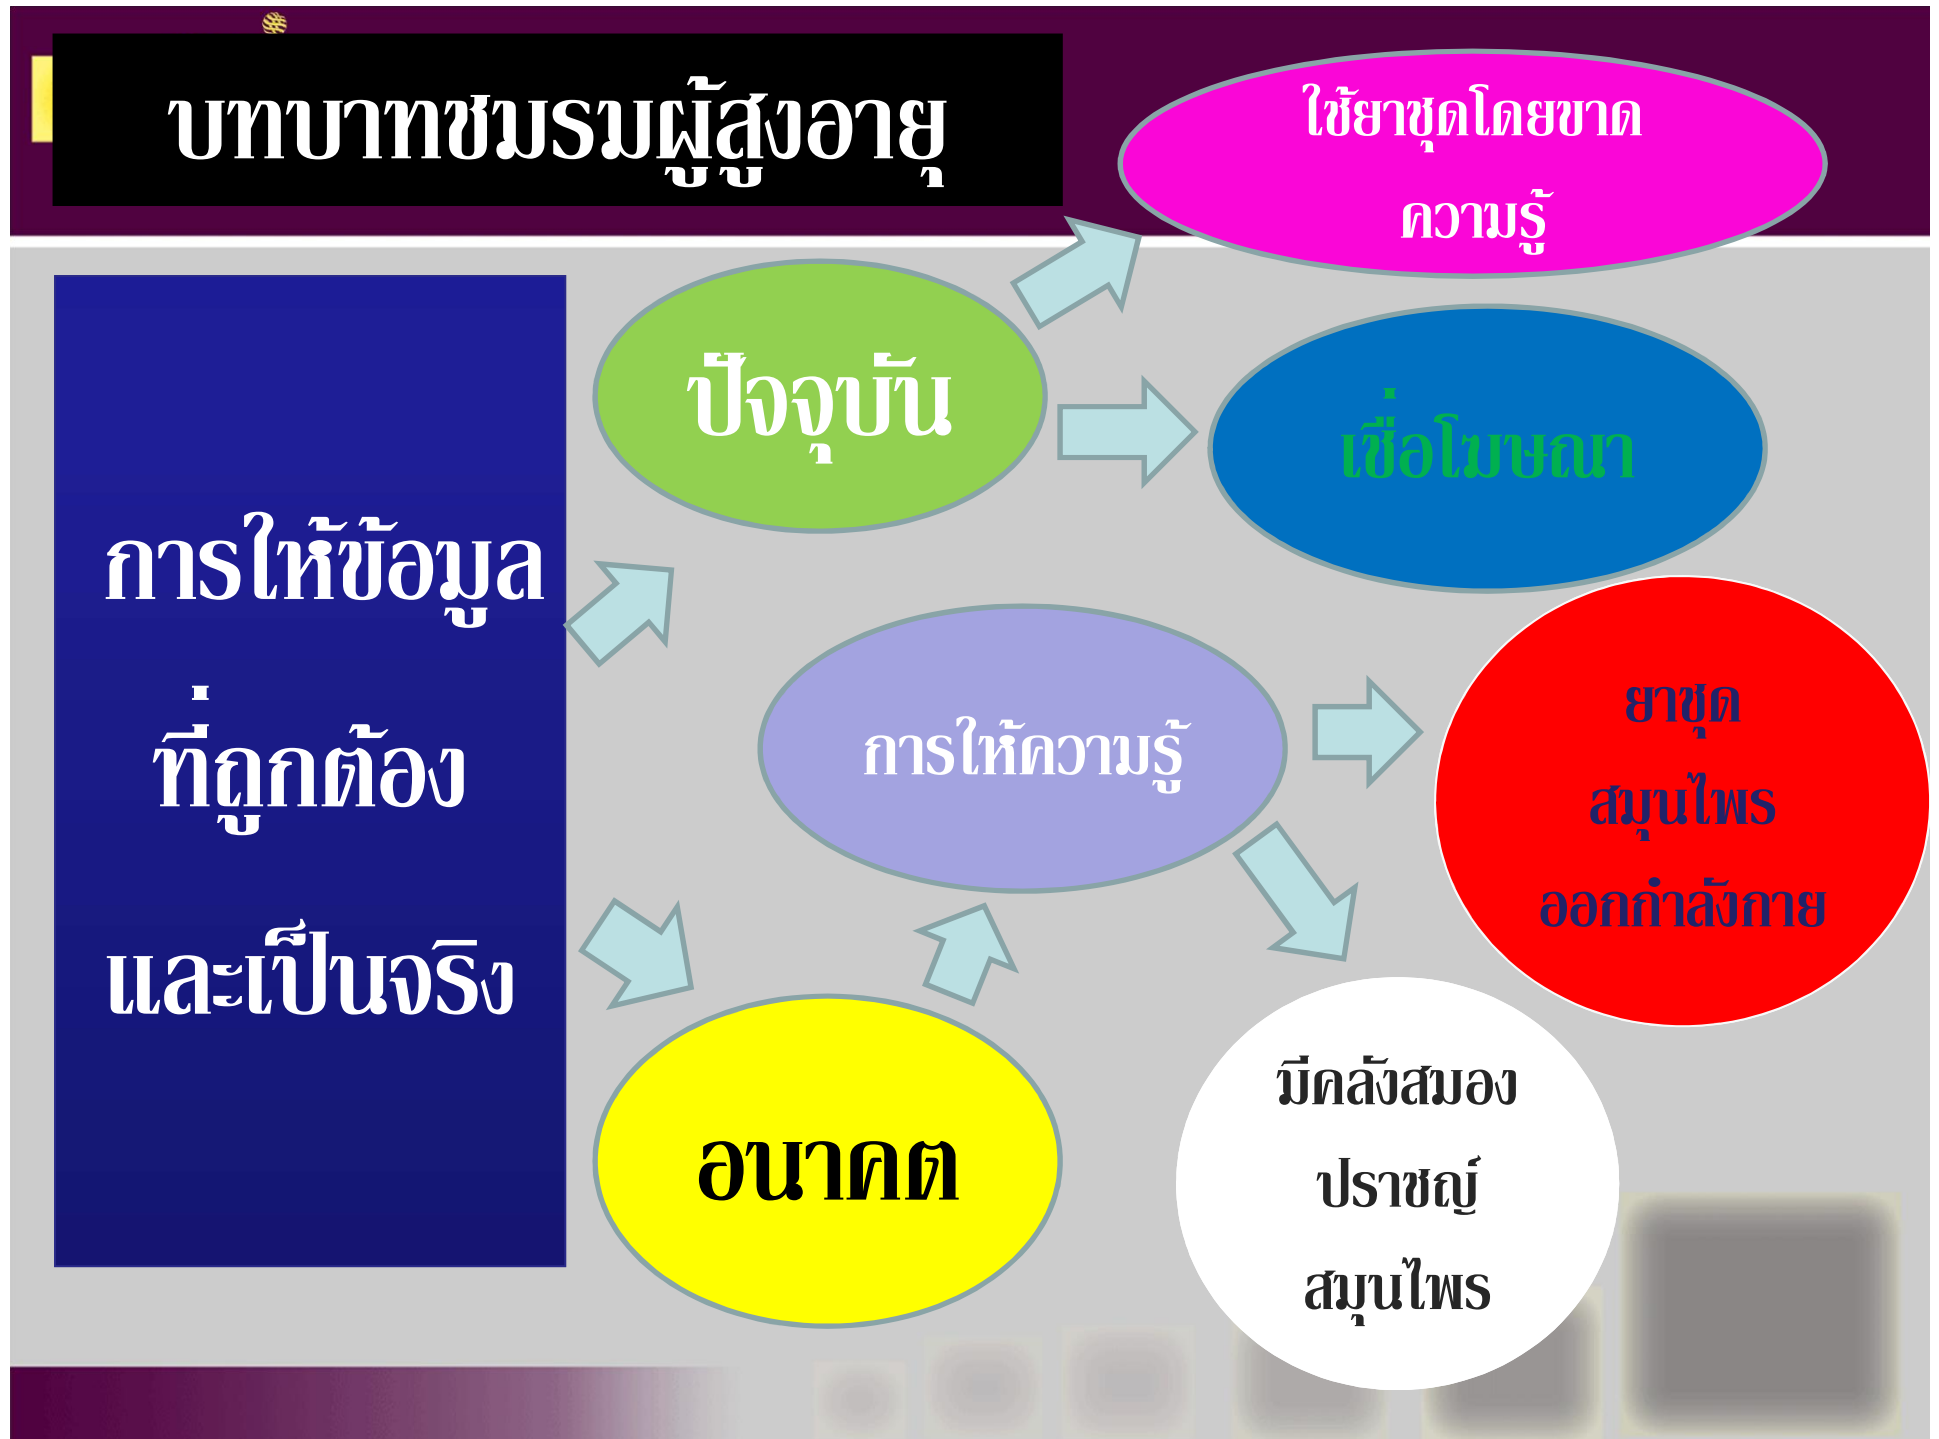 บทบาทชมรมผู้สูงอายุ
ใช้ยาชุดโดยขาด
ความรู้
ปัจจุบัน
เชื่อโฆษณา
การให้ข้อมูล
ที่ถูกต้อง
และเป็นจริง
การให้ความรู้
ยาชุด
สมุนไพร
ออกกำลังกาย
อนาคต
มีคลังสมอง
ปราชญ์
สมุนไพร